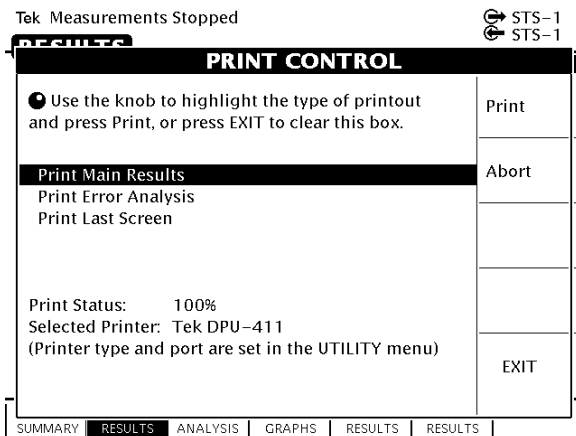 Tek Measurements Stopped
STS-1
STS-1
RESULTS
PRINT CONTROL
Use the knob to highlight the type of printout
and press Print, or press EXIT to clear this box.
Print
Abort
Print Main Results
Print Error Analysis
Print Last Screen
Print Status: 100%
Selected Printer: Tek DPU-411
(Printer type and port are set in the UTILITY menu)
EXIT
SUMMARY RESULTS ANALYSIS GRAPHS RESULTS RESULTS